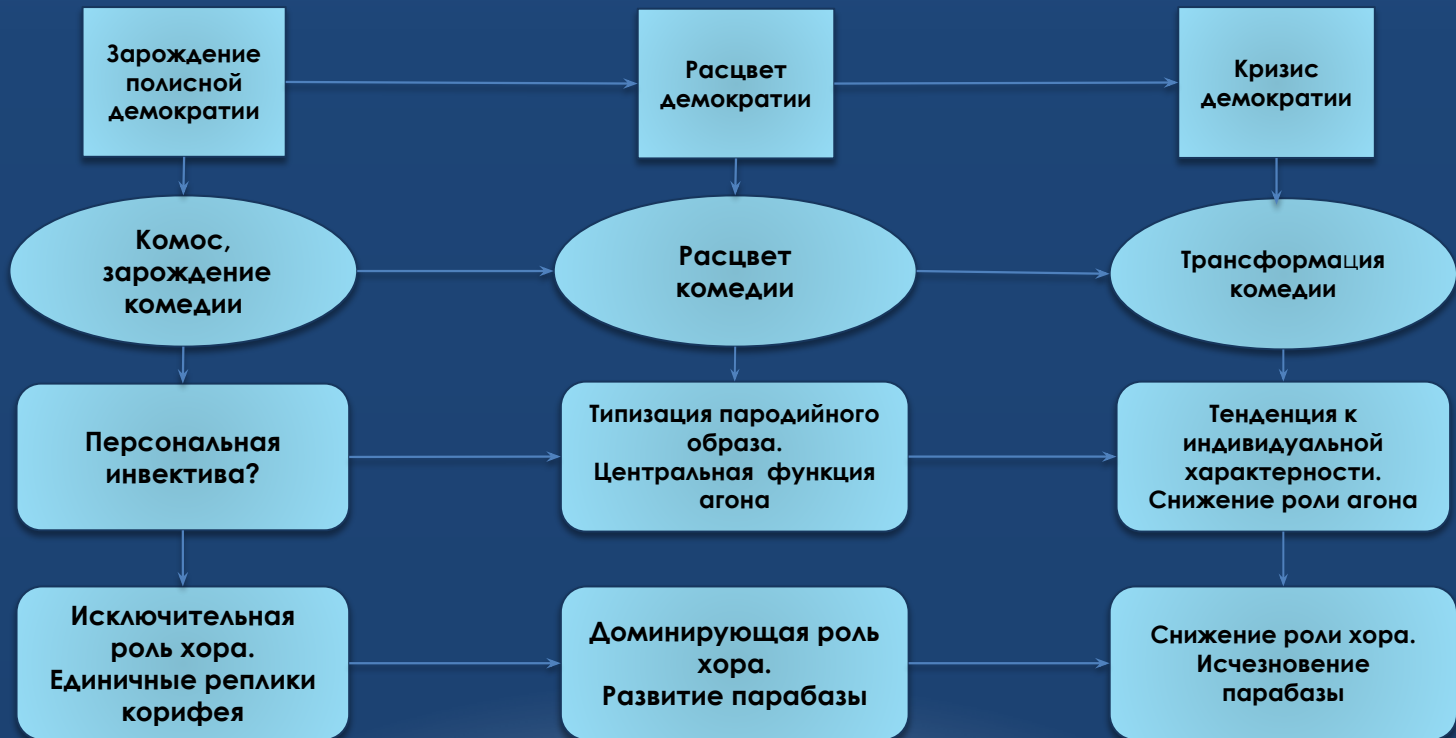 Зарождение
полисной
демократии
Расцвет
демократии
Кризис
демократии
Комос,
зарождение
комедии
Расцвет
комедии
Трансформация
комедии
Персональная
инвектива?
Типизация пародийного
образа.
Центральная функция
агона
Тенденция к
индивидуальной
характерности.
Снижение роли агона
Исключительная
роль хора.
Единичные реплики
корифея
Доминирующая роль
хора.
Развитие парабазы
Снижение роли хора.
Исчезновение
парабазы